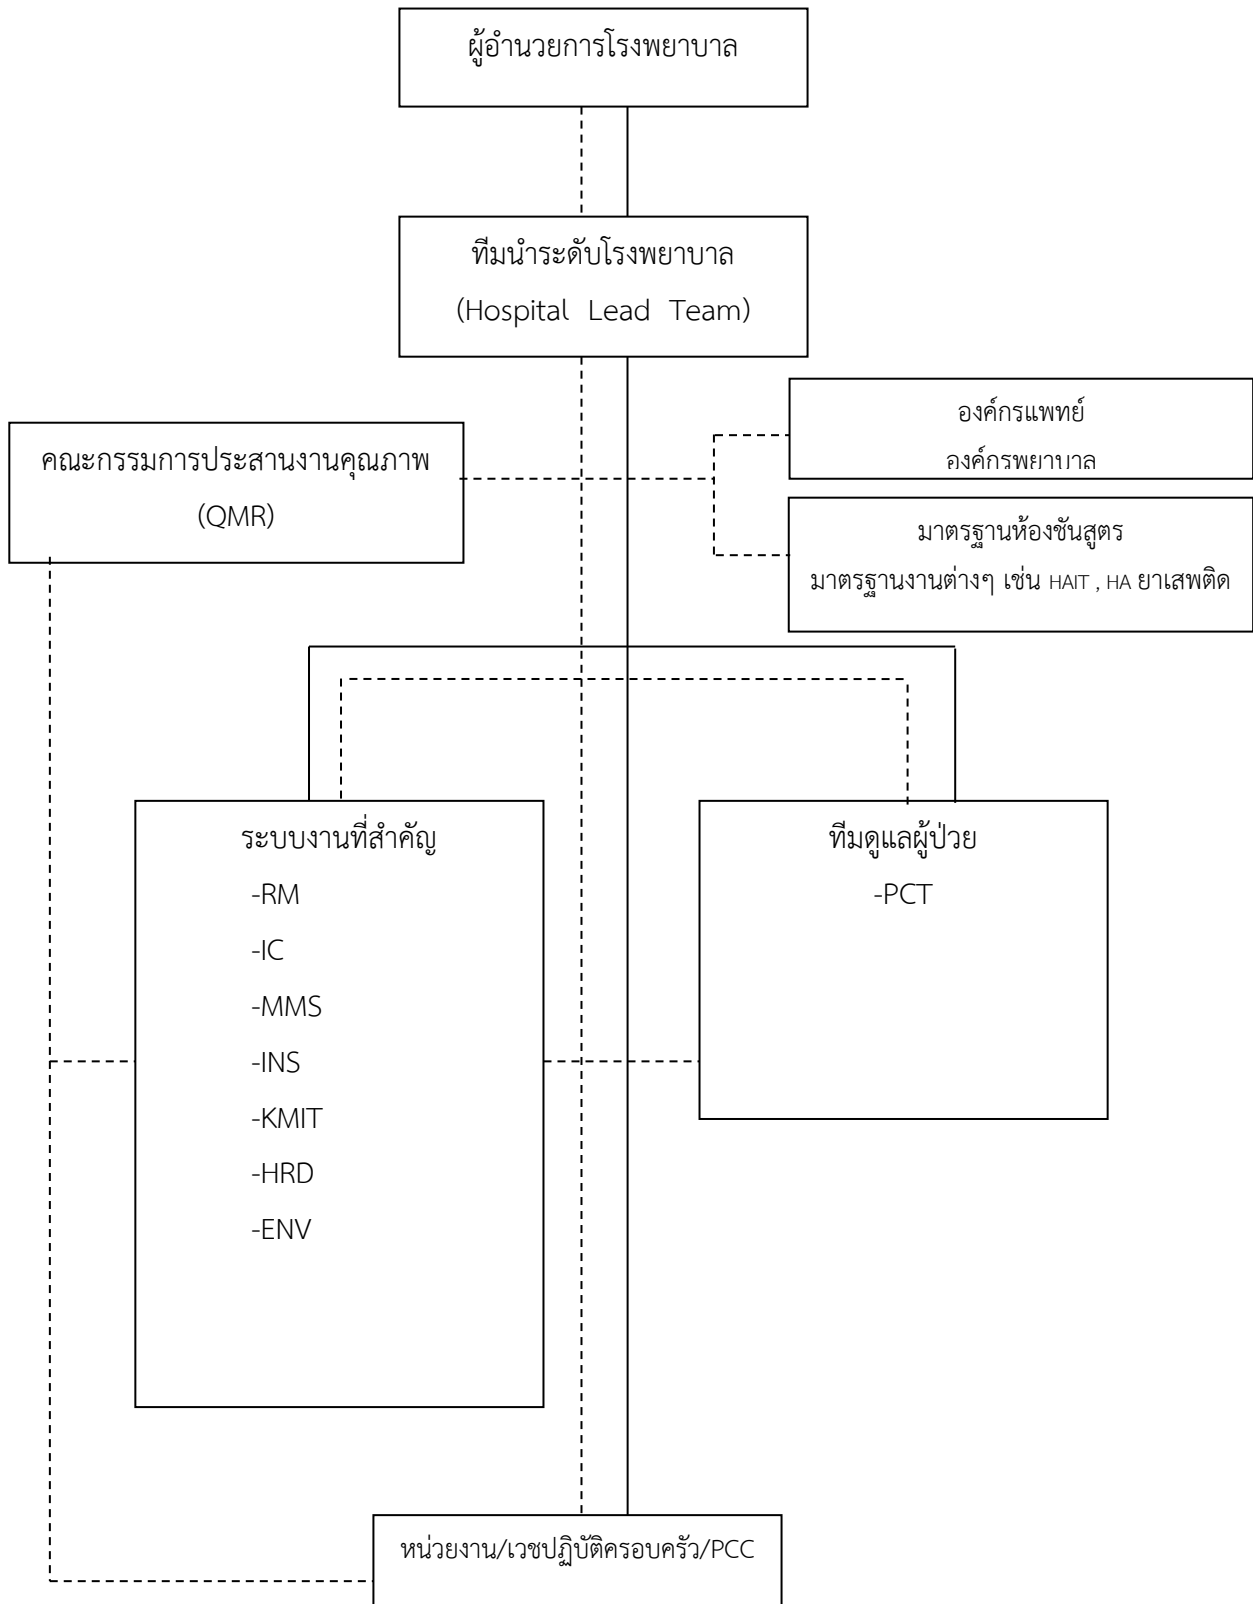 ผู้อำนวยการโรงพยาบาล
ทีมนำระดับโรงพยาบาล
(Hospital Lead Team)
องค์กรแพทย์
องค์กรพยาบาล
คณะกรรมการประสานงานคุณภาพ
(QMR)
มาตรฐานห้องชันสูตร
มาตรฐานงานต่างๆ เช่น HAIT , HA ยาเสพติด
ระบบงานที่สำคัญ
-RM
-IC
-MMS
-INS
-KMIT
-HRD
-ENV
ทีมดูแลผู้ป่วย
-PCT
หน่วยงาน/เวชปฏิบัติครอบครัว/PCC